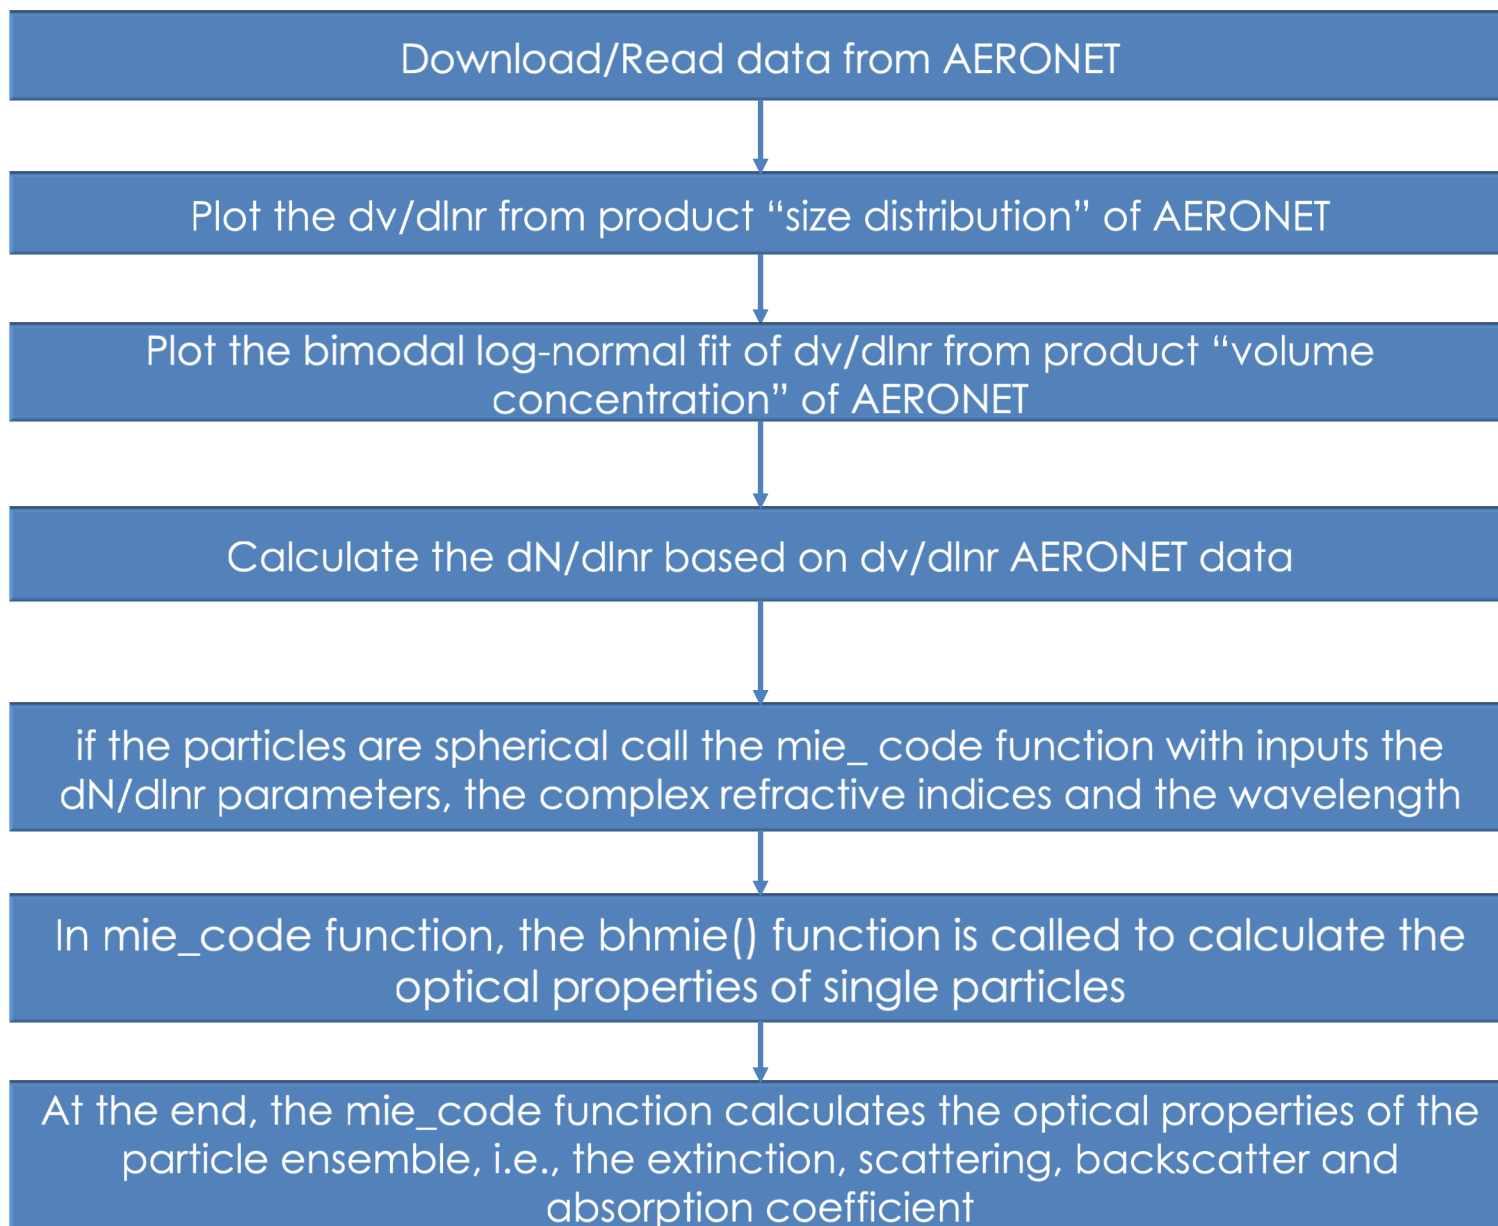 Download/Read data from AERONET
Plot the dv/dlnr from product “size distribution” of AERONET
Plot the bimodal log-normal fit of dv/dlnr from product “volume
concentration” of AERONET
Calculate the dN/dlnr based on dv/dlnr AERONET data
if the particles are spherical call the mie_ code function with inputs the
dN/dlnr parameters, the complex refractive indices and the wavelength
In mie_code function, the bhmie() function is called to calculate the
optical properties of single particles
At the end, the mie_code function calculates the optical properties of the
particle ensemble, i.e., the extinction, scattering, backscatter and
absorption coefficient